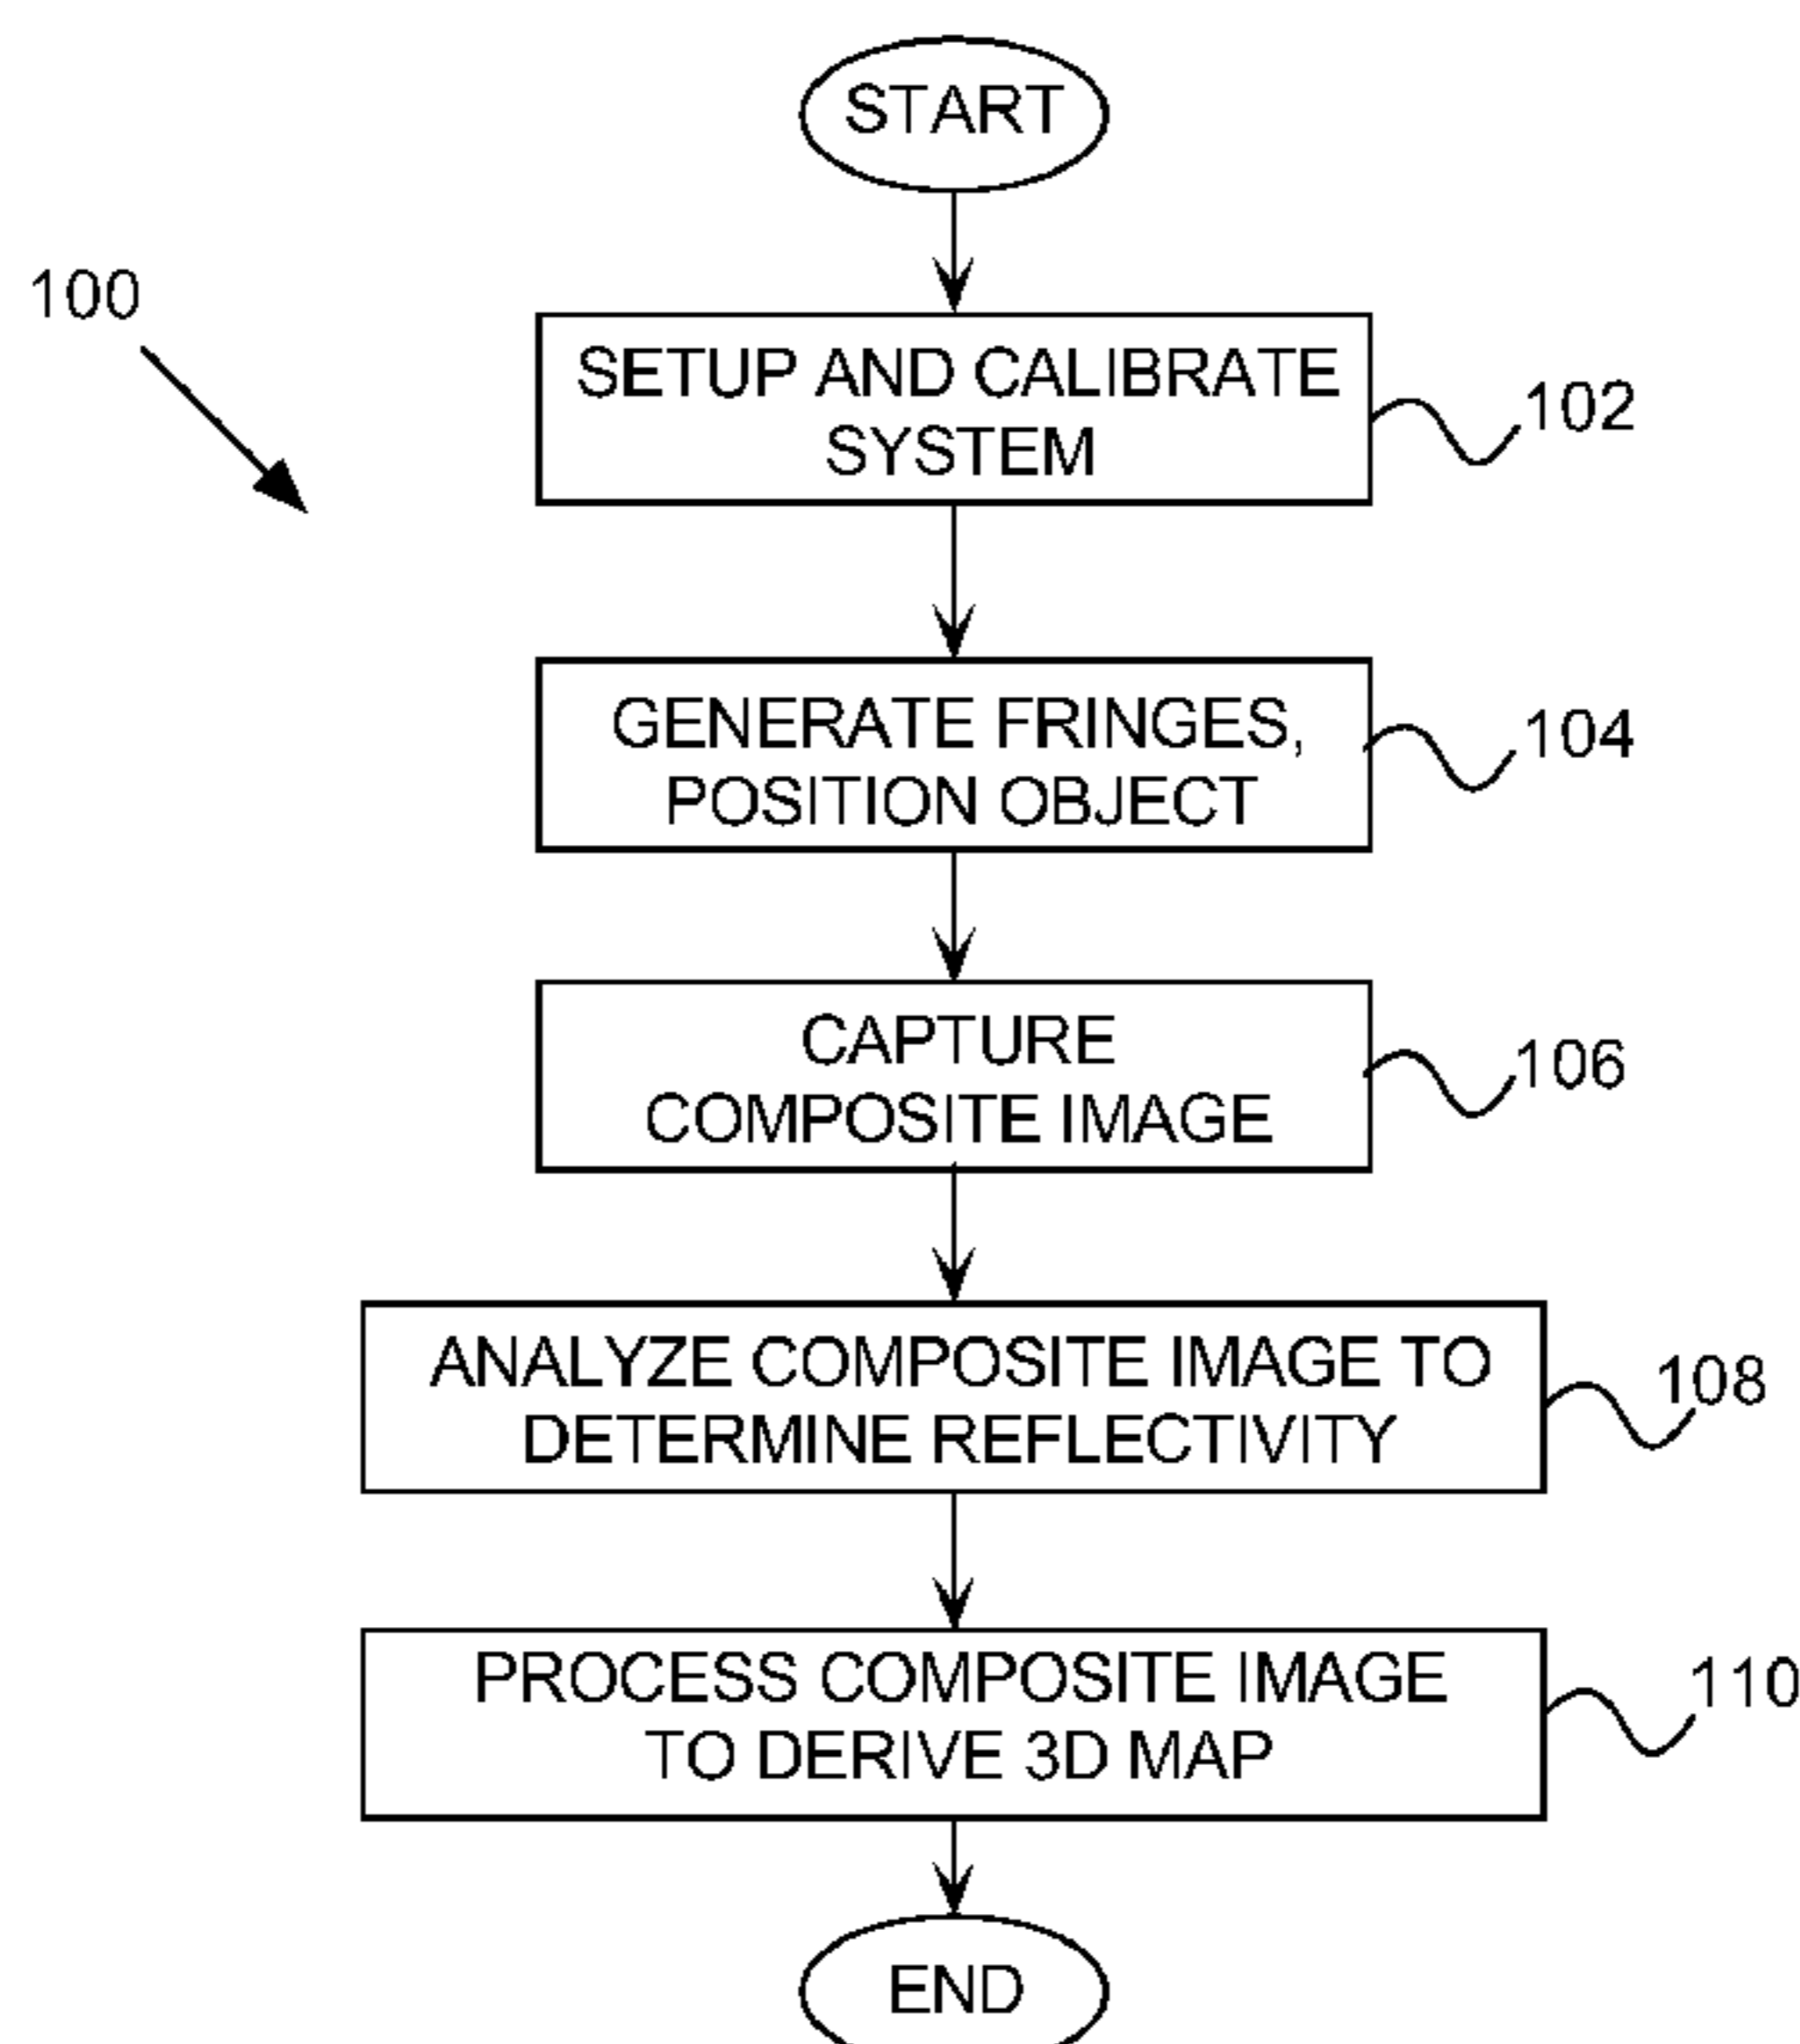 START
100
SETUP AND CALIBRATE
SYSTEM
102
GENERATE FRINGES,
POSITION OBJECT
104
CAPTURE
COMPOSITE IMAGE
106
ANALYZE COMPOSITE IMAGE TO
DETERMINE REFLECTIVITY
108
PROCESS COMPOSITE IMAGE
TO DERIVE 3D MAP
110
END